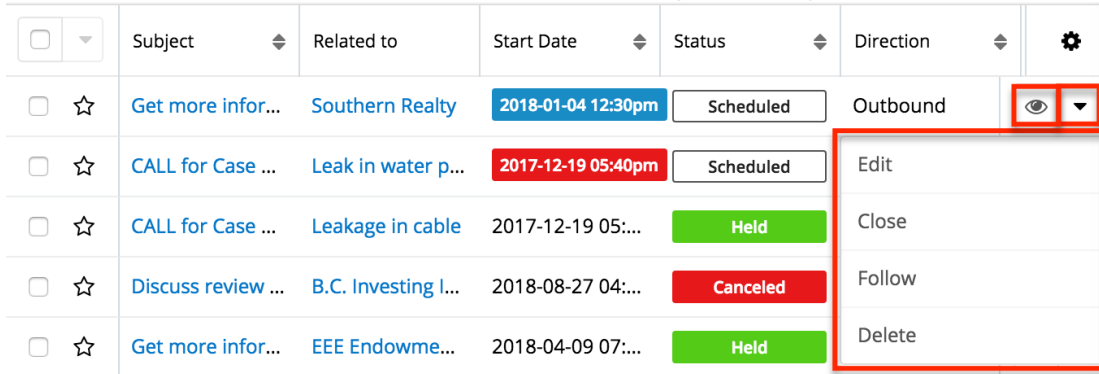 Subject Related to Start Date Status Direction
Get more infor... Southern Realty 2018-01-04 12:30pm Scheduled Outbound
CALL for Case ... Leak in water p... 2017-12-19 05:40pm Scheduled Edit
CALL for Case ... Leakage in cable 2017-12-19 05:... Held Close
Discuss review ... B.C. Investing I... 2018-08-27 04:... Canceled Follow
Get more infor... EEE Endowme... 2018-04-09 07:... Held Delete